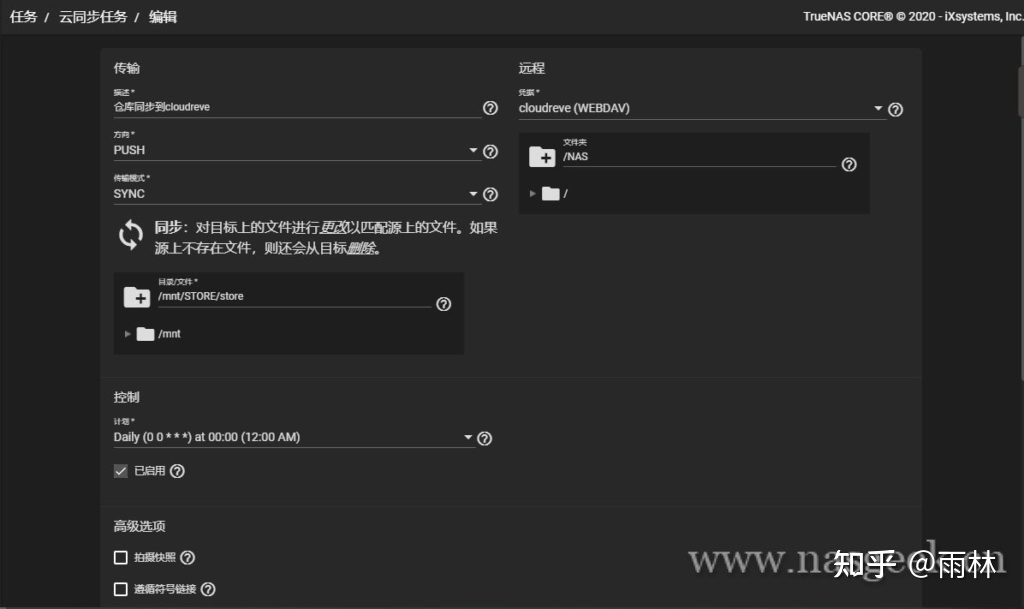 任务 / 云同步任务 / 编辑
TrueNAS CORE® © 2020 - iXsystems, Inc.
传输
描述*
仓库同步到cloudreve
方向*
PUSH
传输模式*
SYNC
同步：对目标上的文件进行更改以匹配源上的文件。如果
源上不存在文件，则还会从目标删除。
目录/文件*
/mnt/STORE/store
/mnt
远程
凭据*
cloudreve (WEBDAV)
文件夹
/NAS
/
控制
计划*
Daily (0 0 * * *) at 00:00 (12:00 AM)
已启用
高级选项
拍摄快照
遵循符号链接
知乎 @雨林